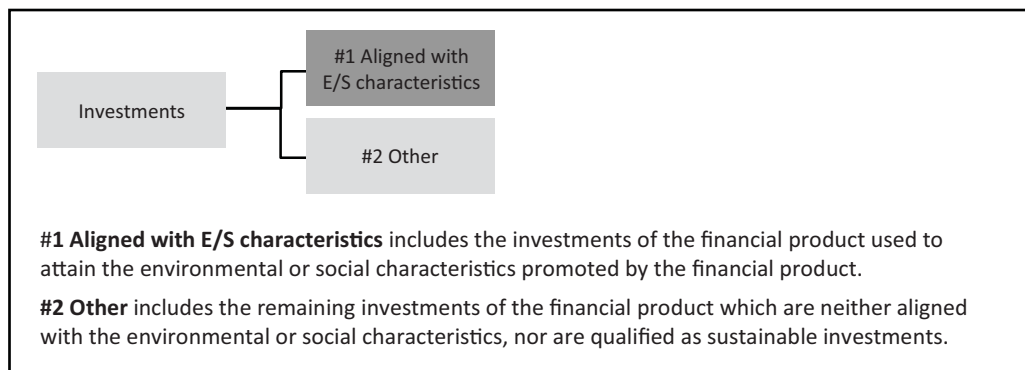 #1 Aligned with
E/S characteristics
Investments
#2 Other
#1 Aligned with E/S characteristics includes the investments of the financial product used to
attain the environmental or social characteristics promoted by the financial product.
#2 Other includes the remaining investments of the financial product which are neither aligned
with the environmental or social characteristics, nor are qualified as sustainable investments.